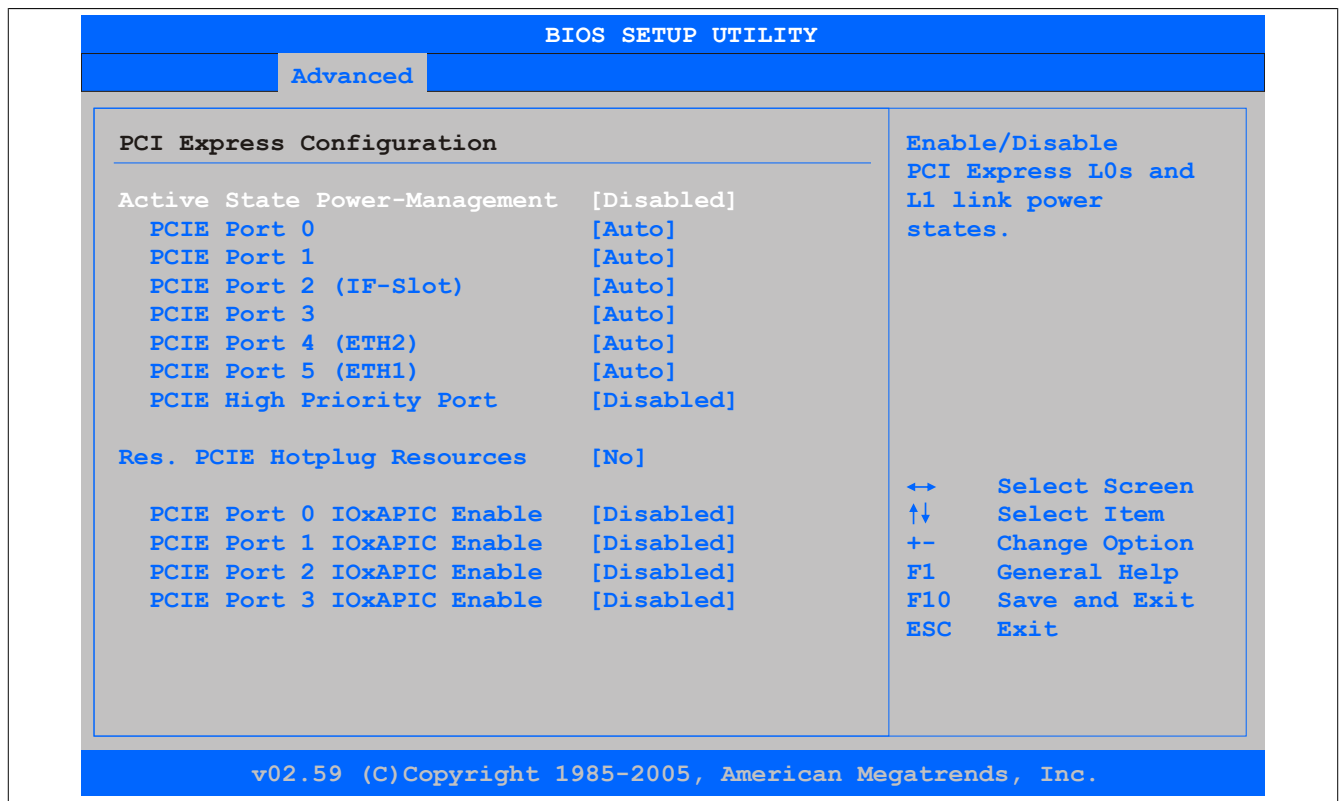 BIOS SETUP UTILITY
Advanced
PCI Express Configuration
Active State Power-Management [Disabled]
PCIE Port 0 [Auto]
PCIE Port 1 [Auto]
PCIE Port 2 (IF-Slot) [Auto]
PCIE Port 3 [Auto]
PCIE Port 4 (ETH2) [Auto]
PCIE Port 5 (ETH1) [Auto]
PCIE High Priority Port [Disabled]
Res. PCIE Hotplug Resources [No]
PCIE Port 0 IOxAPIC Enable [Disabled]
PCIE Port 1 IOxAPIC Enable [Disabled]
PCIE Port 2 IOxAPIC Enable [Disabled]
PCIE Port 3 IOxAPIC Enable [Disabled]
Enable/Disable
PCI Express L0s and
L1 link power
states.
↔ Select Screen
↑↓ Select Item
+- Change Option
F1 General Help
F10 Save and Exit
ESC Exit
v02.59 (C)Copyright 1985-2005, American Megatrends, Inc.